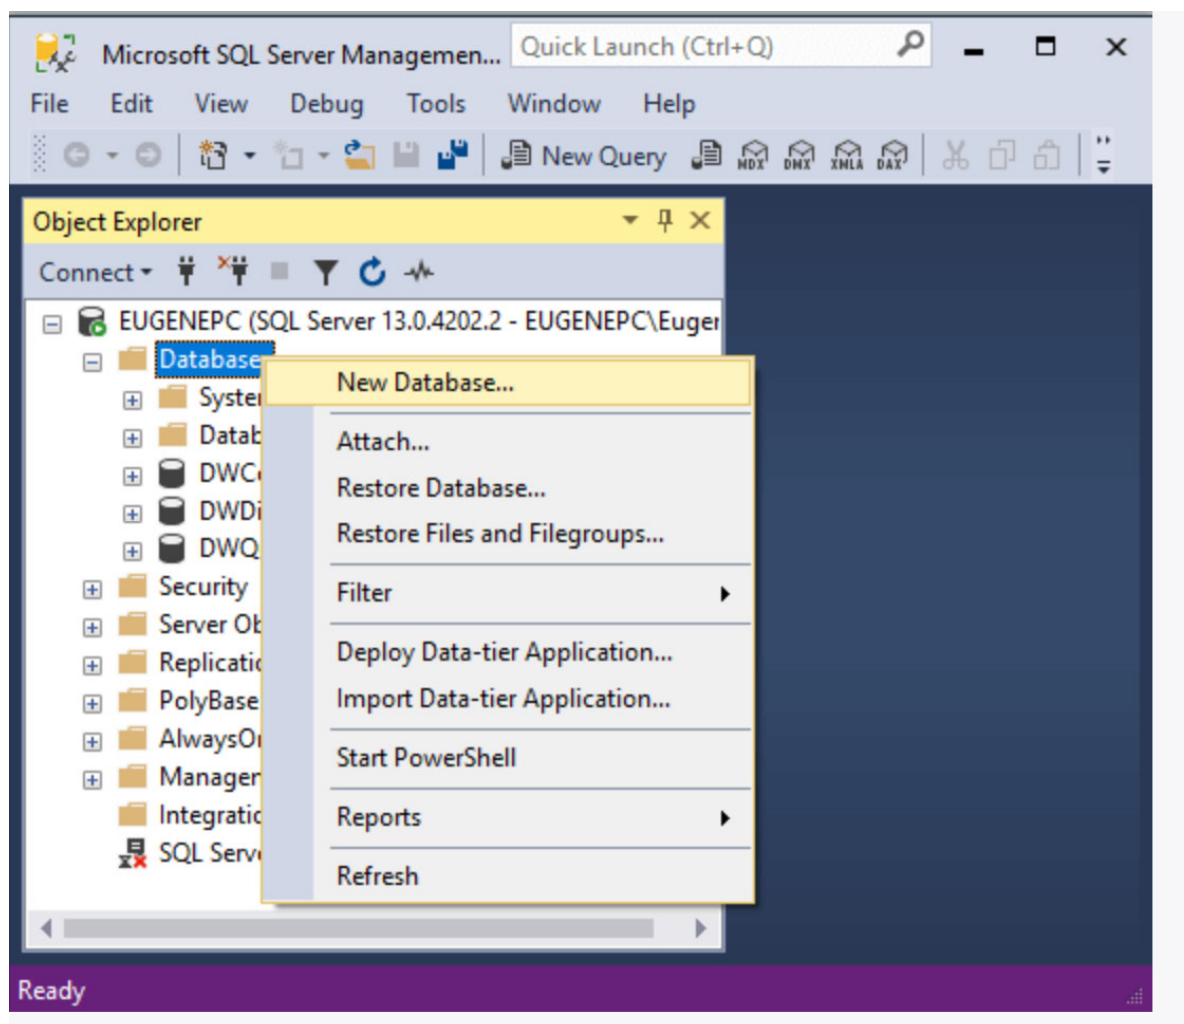 Microsoft SQL Server Managemen... Quick Launch (Ctrl+Q)
File Edit View Debug Tools Window Help
New Query MDX DMX XMLA DAX
Object Explorer
Connect
EUGENEPC (SQL Server 13.0.4202.2 - EUGENEPC\Euger
Database
New Database...
Syste
Attach...
Datab
DWC
Restore Database...
DWDi
Restore Files and Filegroups...
DWQ
Security
Filter
Server Ob
Deploy Data-tier Application...
Replicatic
Import Data-tier Application...
PolyBase
AlwaysO
Start PowerShell
Manager
Integratic
Reports
SQL Serv
Refresh
Ready